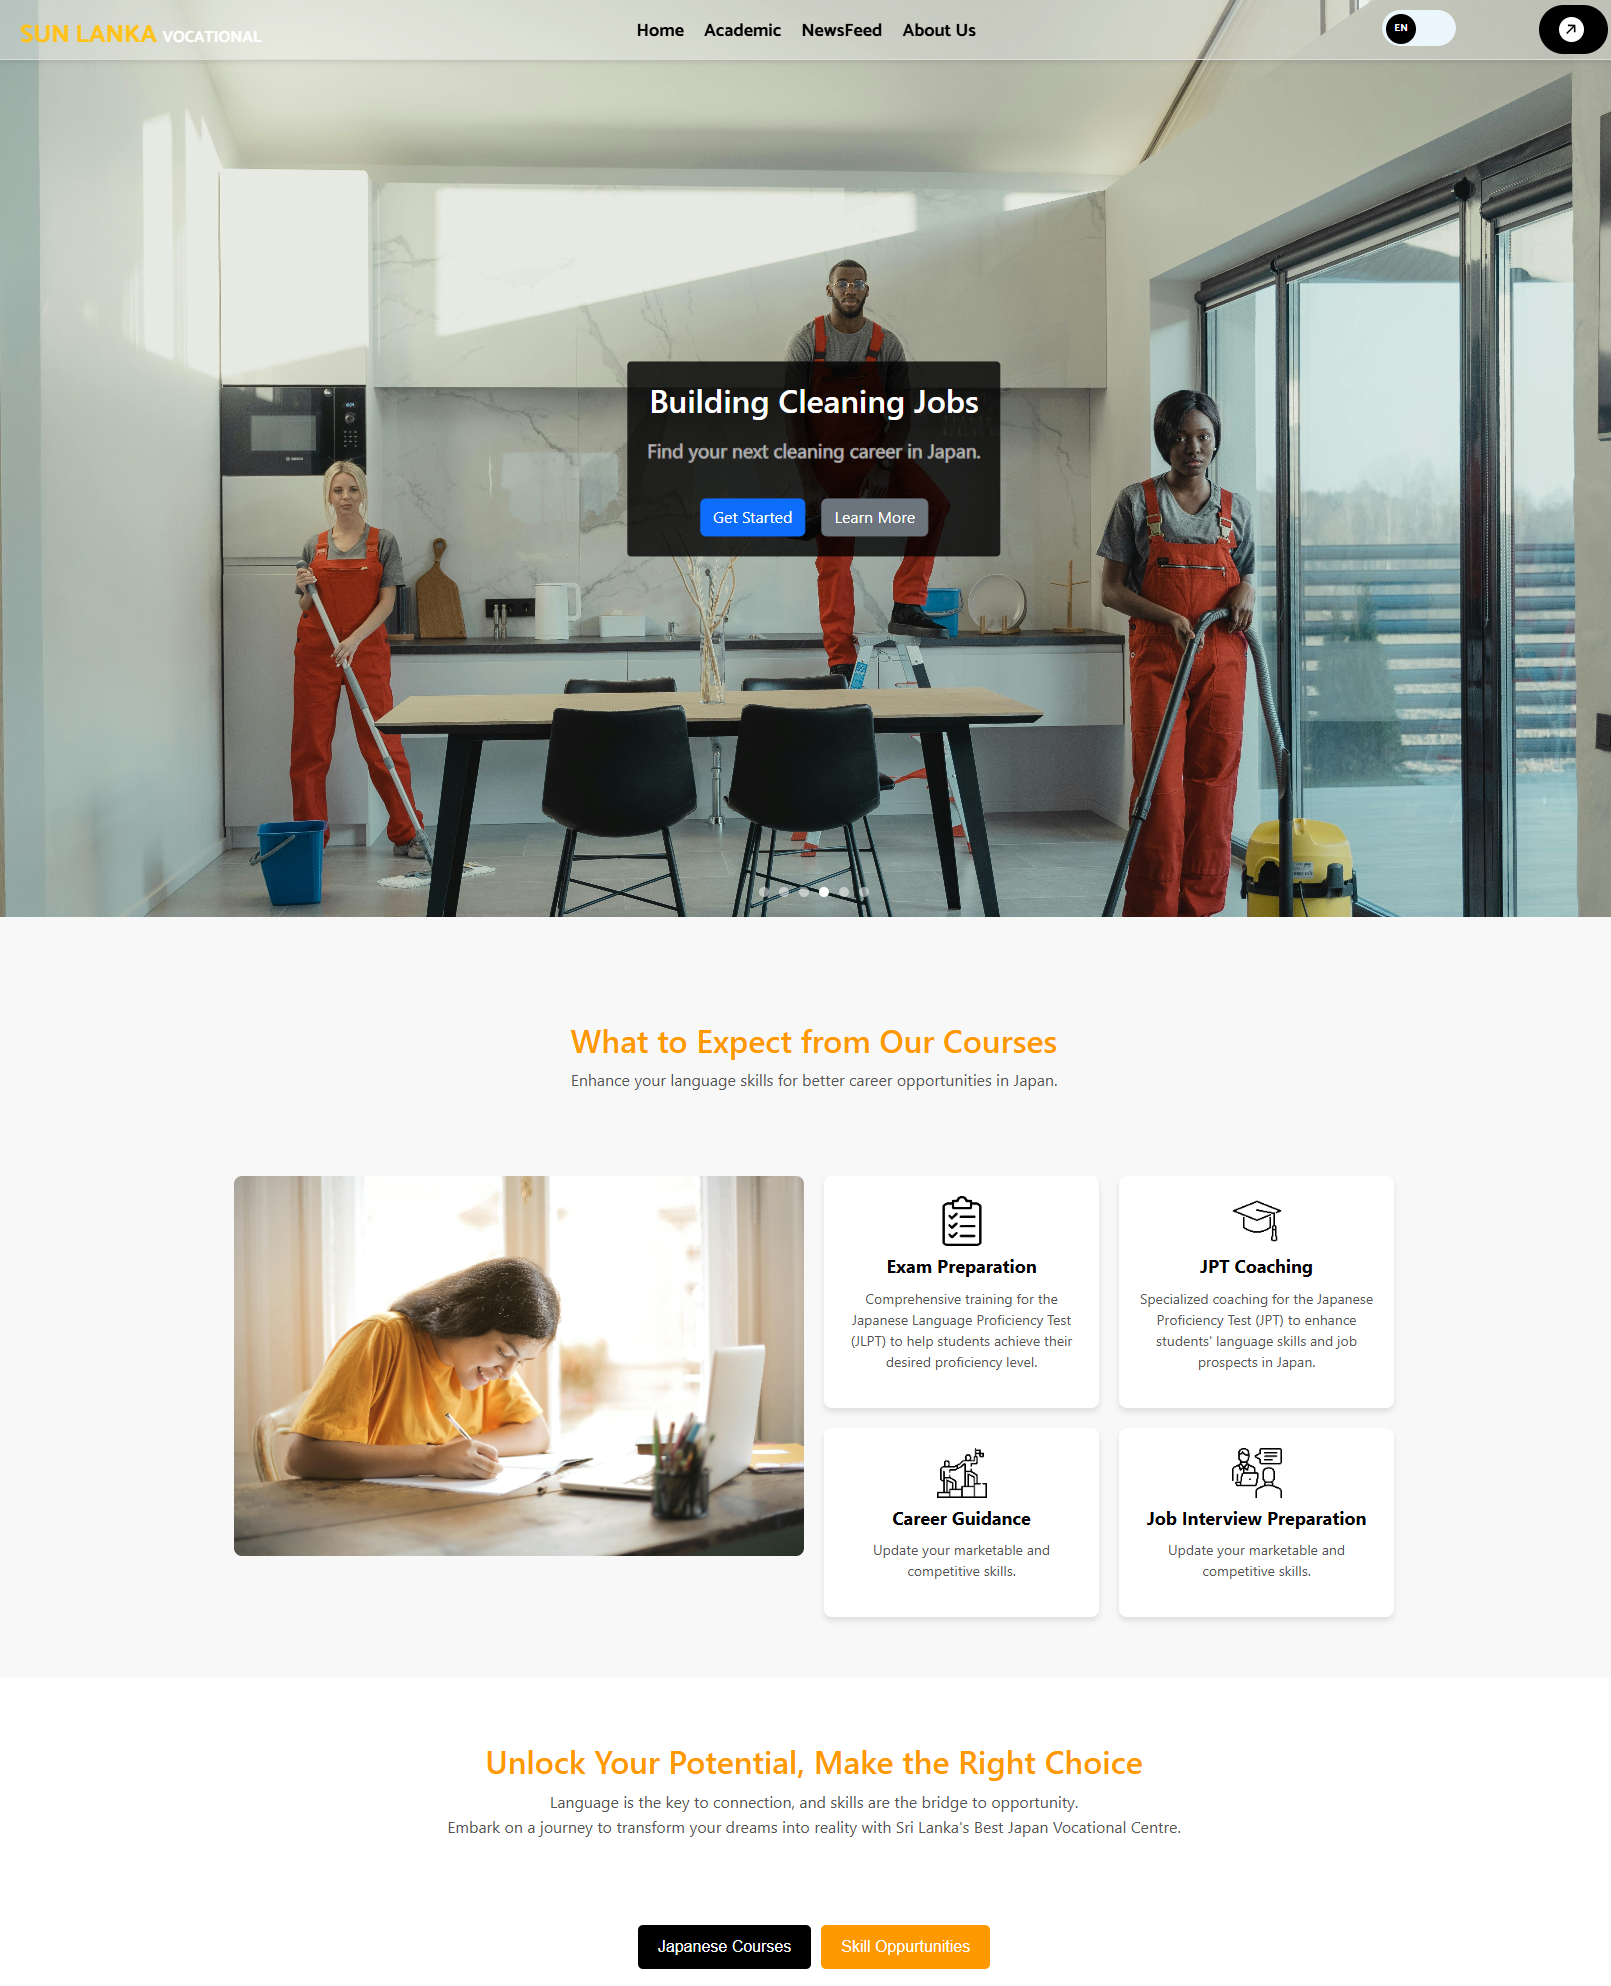 SUN LANKA VOCATIONAL
Home Academic NewsFeed About Us
EN
Building Cleaning Jobs
Find your next cleaning career in Japan.
Get Started Learn More
What to Expect from Our Courses
Enhance your language skills for better career opportunities in Japan.
Exam Preparation
Comprehensive training for the
Japanese Language Proficiency Test
(JLPT) to help students achieve their
desired proficiency level.
JPT Coaching
Specialized coaching for the Japanese
Proficiency Test (JPT) to enhance
students' language skills and job
prospects in Japan.
Career Guidance
Update your marketable and
competitive skills.
Job Interview Preparation
Update your marketable and
competitive skills.
Unlock Your Potential, Make the Right Choice
Language is the key to connection, and skills are the bridge to opportunity.
Embark on a journey to transform your dreams into reality with Sri Lanka's Best Japan Vocational Centre.
Japanese Courses Skill Oppurtunities